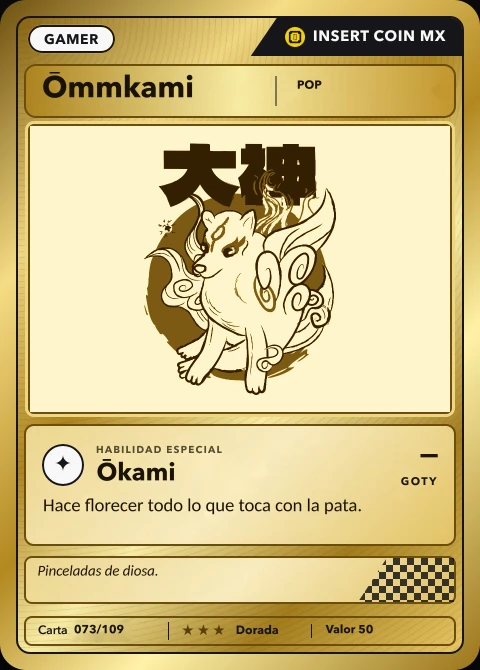 GAMER
INSERT COIN MX
Ōmmkami
POP
大神
HABILIDAD ESPECIAL
Ōkami
—
GOTY
Hace florecer todo lo que toca con la pata.
Pinceladas de diosa.
Carta 073/109
★★★ Dorada
Valor 50